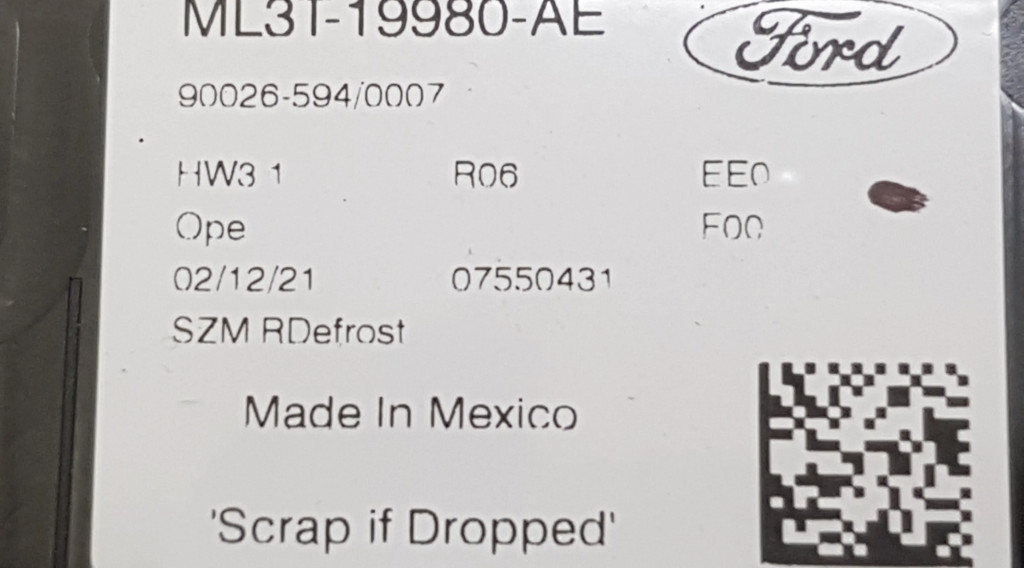 ML3T-19980-AE
Ford
90026-594/0007
HW3 1 R06 EE0
Ope F00
02/12/21 07550431
SZM RDefrost
Made In Mexico
'Scrap if Dropped'